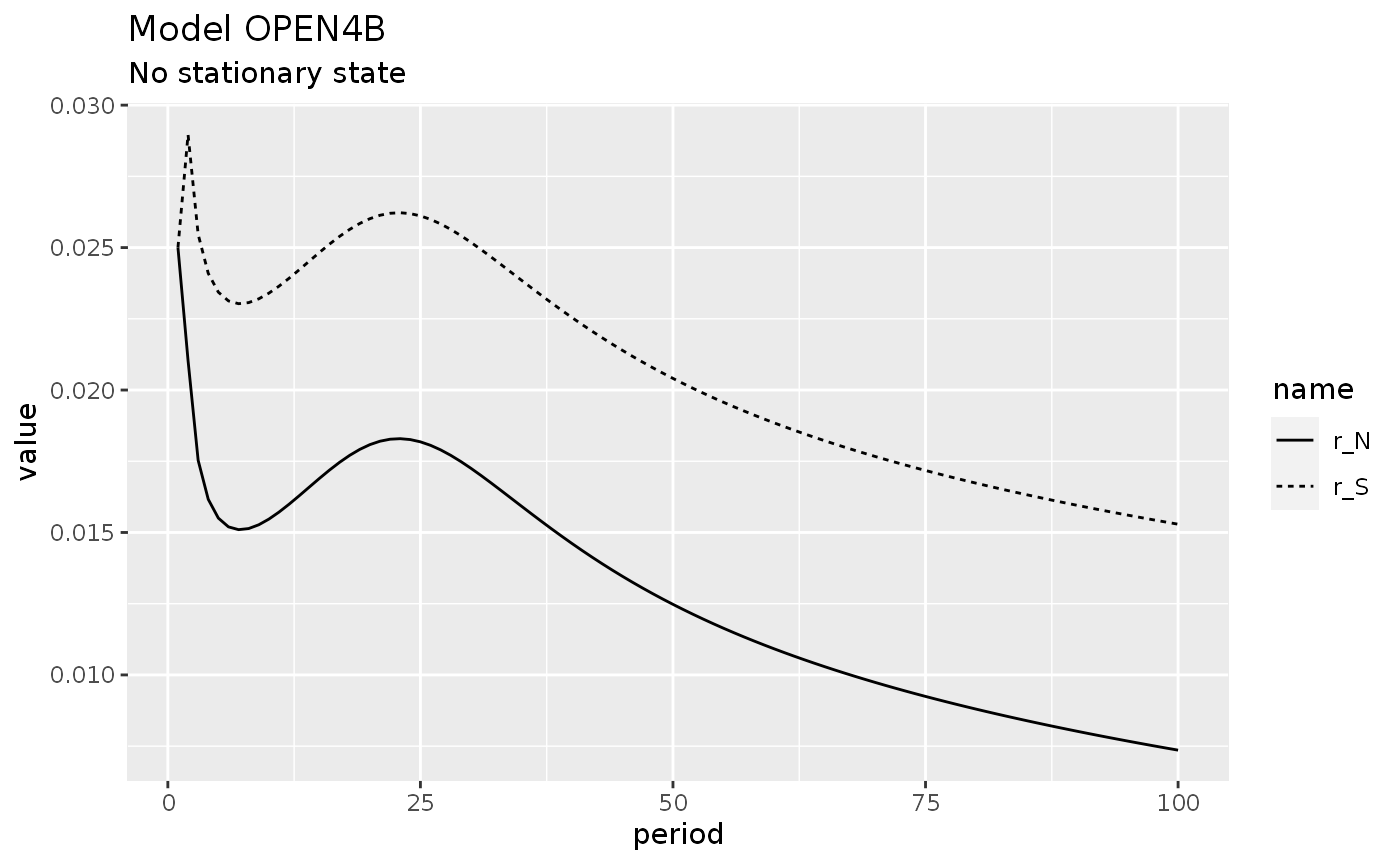 Model OPEN4B
No stationary state
0.030
0.025
0.020
0.015
0.010
value
0
25
50
75
100
period
name
r_N
r_S